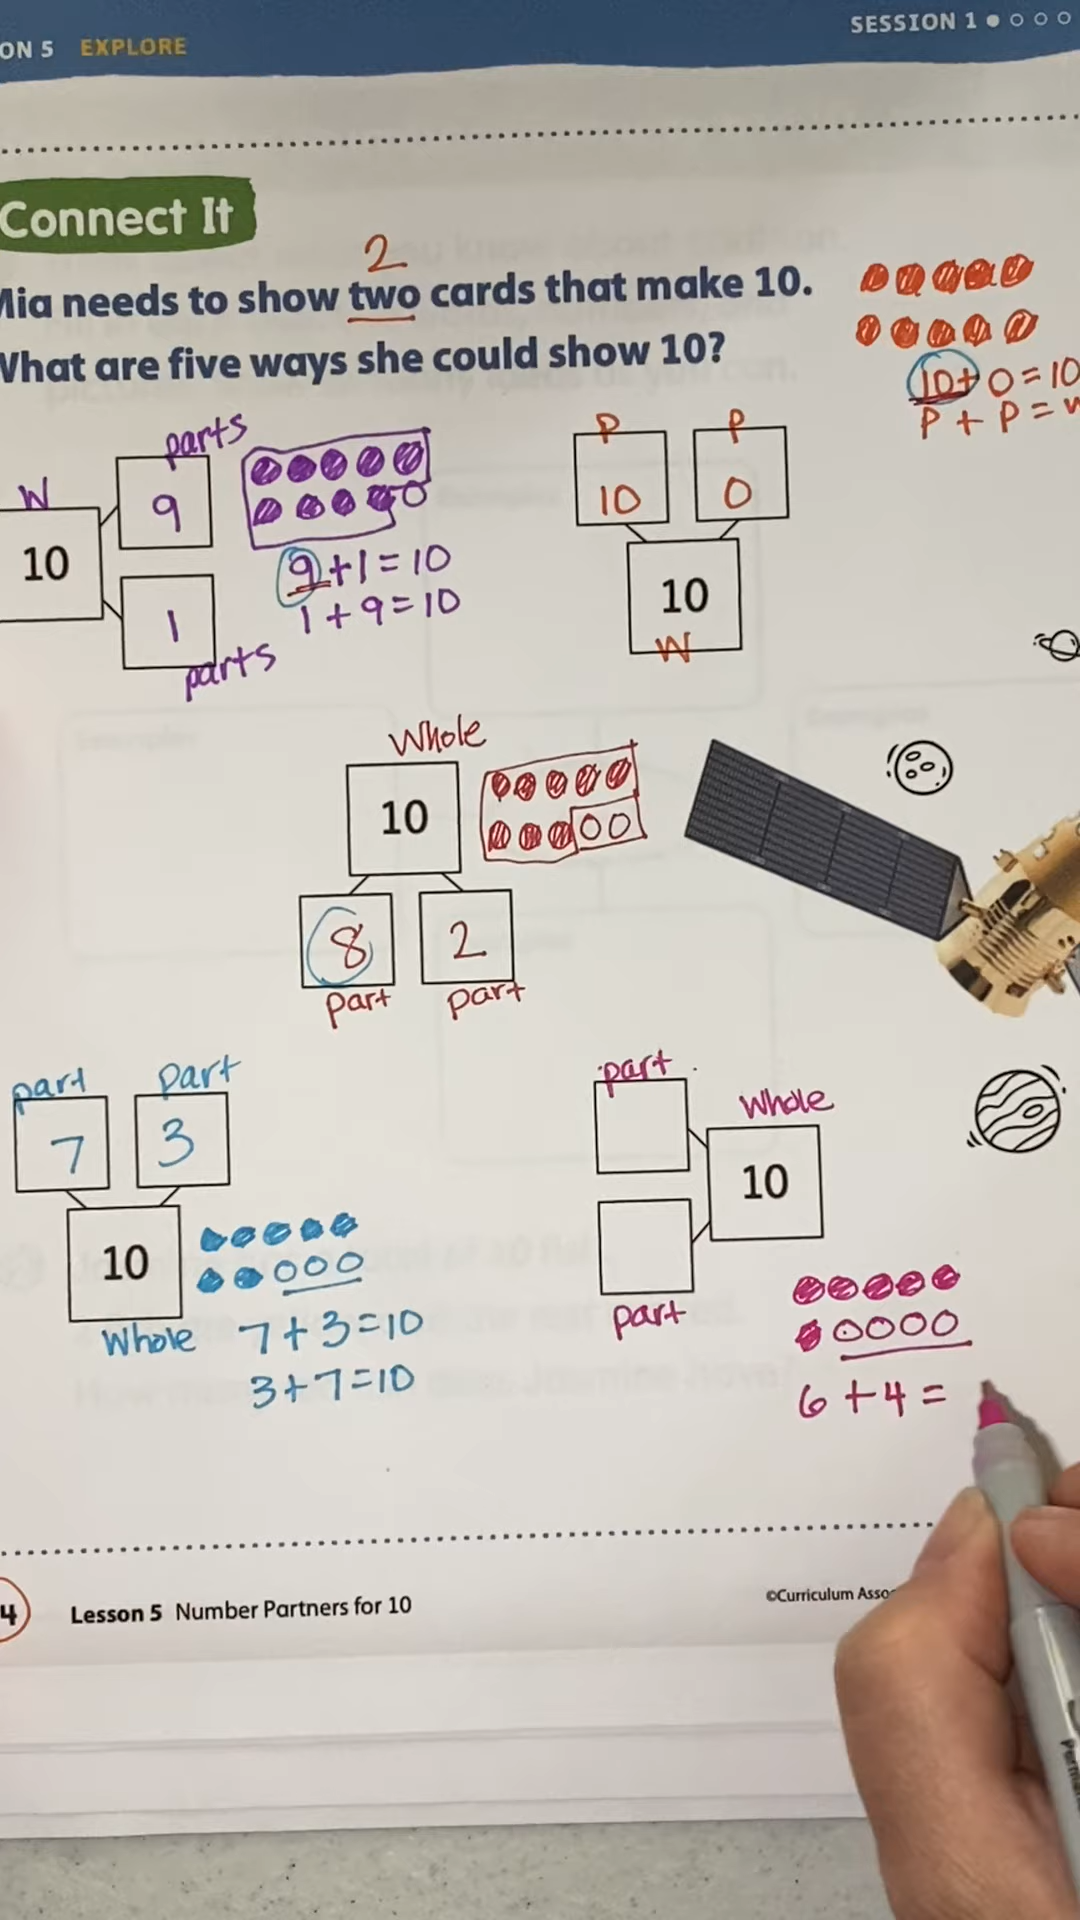 ON 5 EXPLORE
SESSION 1
Connect It
2
Mia needs to show two cards that make 10.
What are five ways she could show 10?
10 + 0 = 10
P + P = W
parts
W
9
10
1
parts
9 + 1 = 10
1 + 9 = 10
P P
10 0
10
W
Whole
10
8 2
part part
part part
7 3
10
Whole
7 + 3 = 10
3 + 7 = 10
part
Whole
10
part
6 + 4 =
4 Lesson 5 Number Partners for 10
©Curriculum